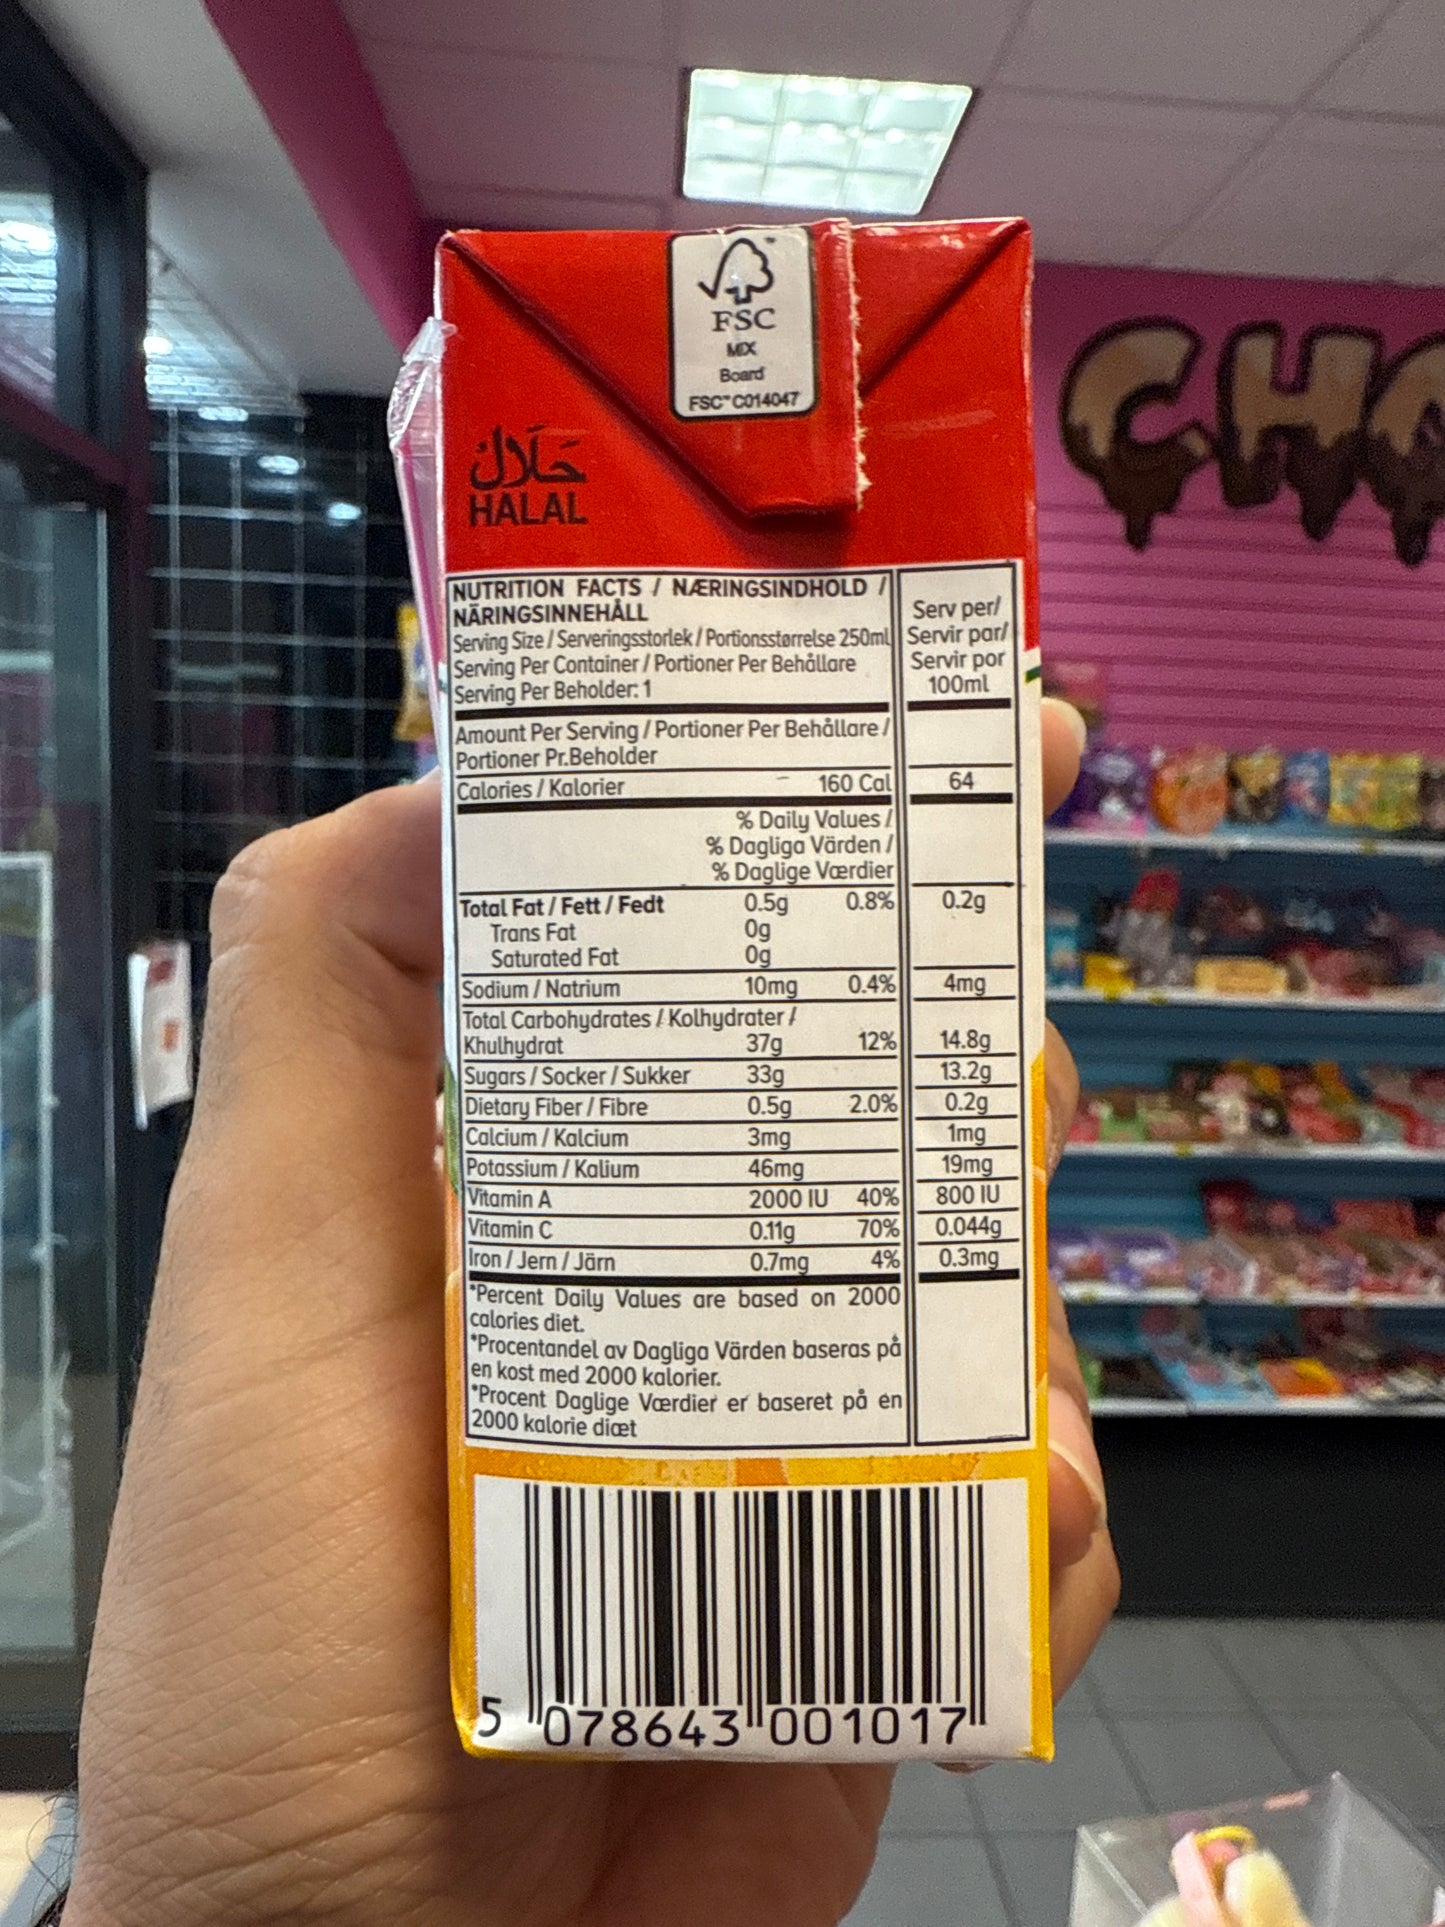 FSC
MIX
Board
FSC™ C014047
حَلَال
HALAL
CHO
NUTRITION FACTS / NÆRINGSINDHOLD /
NÄRINGSINNEHÅLL
Serving Size / Serveringsstorlek / Portionsstørrelse 250ml
Serving Per Container / Portioner Per Behållare
Serving Per Beholder: 1
Serv per/
Servir par/
Servir por
100ml
Amount Per Serving / Portioner Per Behållare /
Portioner Pr.Beholder
Calories / Kalorier 160 Cal 64
% Daily Values /
% Dagliga Värden /
% Daglige Værdier
Total Fat / Fett / Fedt 0.5g 0.8% 0.2g
Trans Fat 0g
Saturated Fat 0g
Sodium / Natrium 10mg 0.4% 4mg
Total Carbohydrates / Kolhydrater /
Khulhydrat 37g 12% 14.8g
Sugars / Socker / Sukker 33g 13.2g
Dietary Fiber / Fibre 0.5g 2.0% 0.2g
Calcium / Kalcium 3mg 1mg
Potassium / Kalium 46mg 19mg
Vitamin A 2000 IU 40% 800 IU
Vitamin C 0.11g 70% 0.044g
Iron / Jern / Järn 0.7mg 4% 0.3mg
*Percent Daily Values are based on 2000
calories diet.
*Procentandel av Dagliga Värden baseras på
en kost med 2000 kalorier.
*Procent Daglige Værdier er baseret på en
2000 kalorie diæt
5 078643 001017